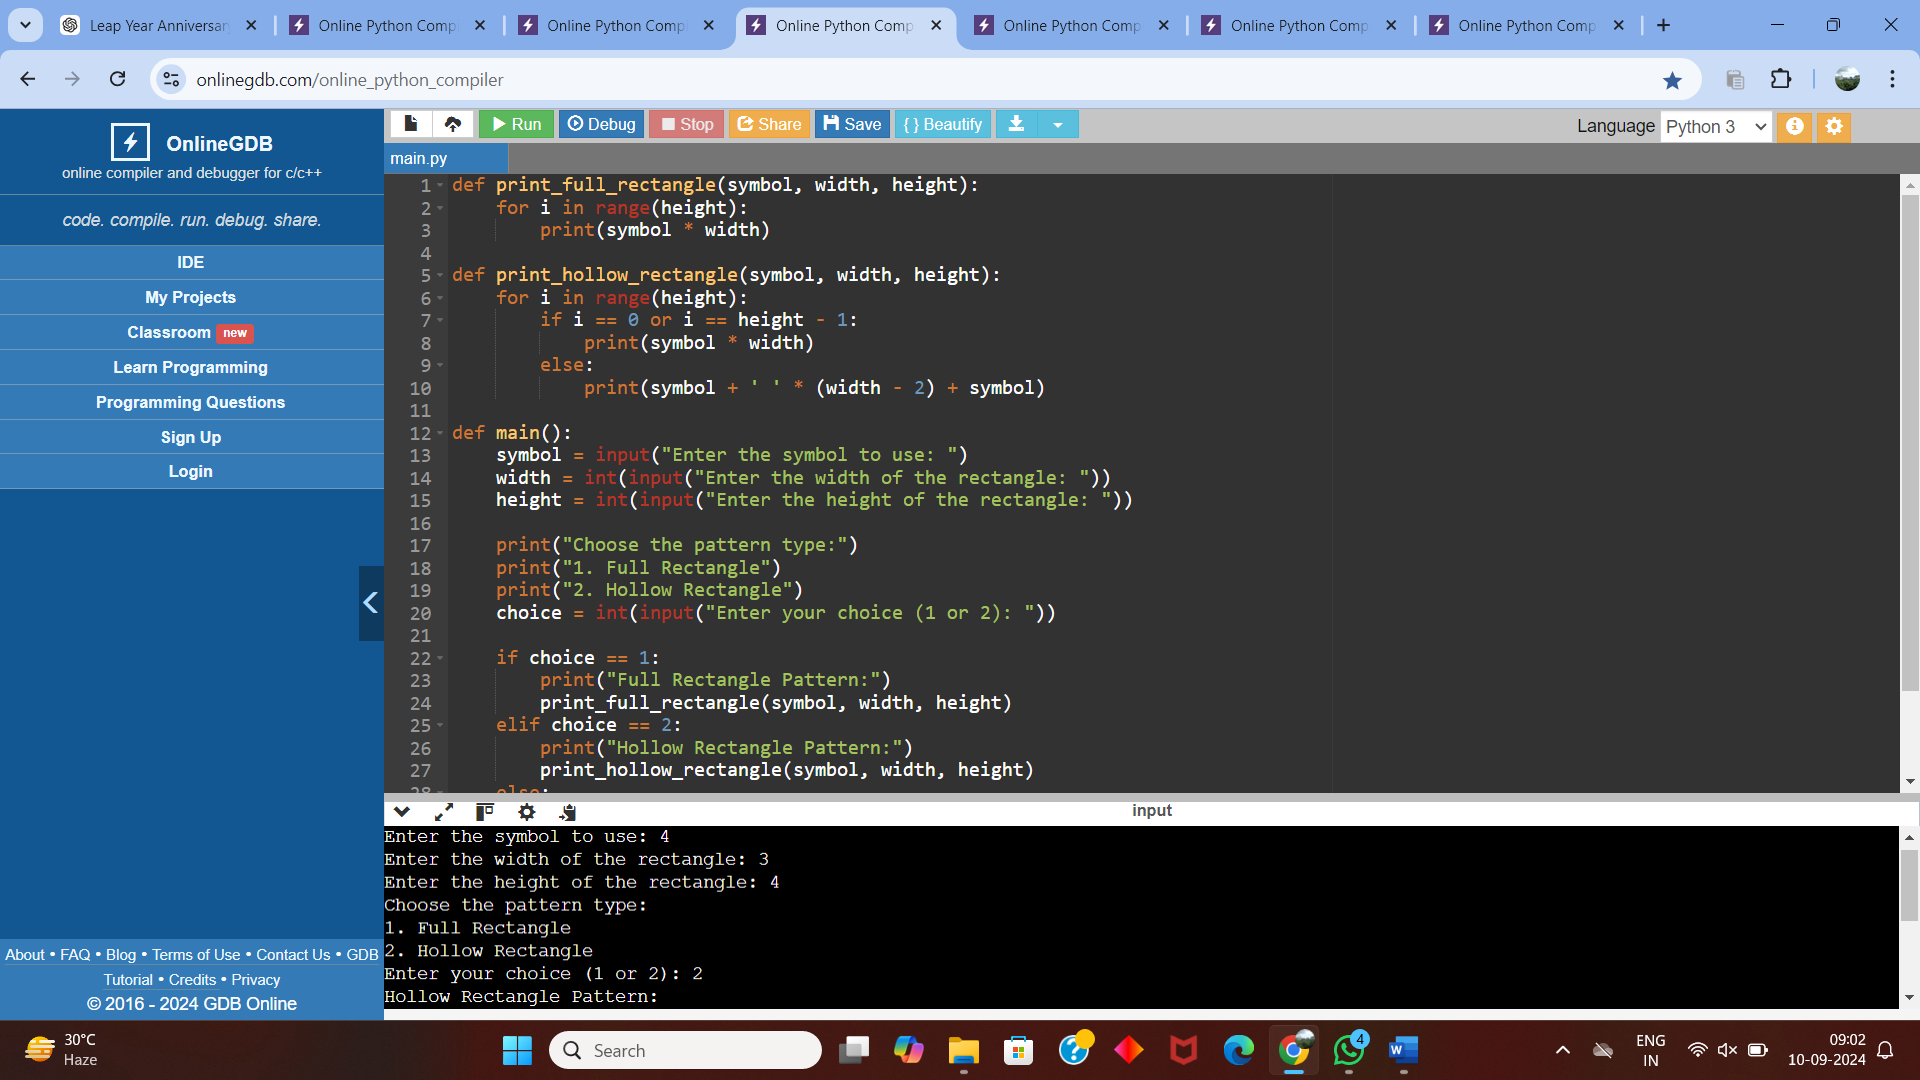 Leap Year Anniversar
Online Python Comp
Online Python Comp
Online Python Comp
Online Python Comp
Online Python Comp
Online Python Comp
onlinegdb.com/online_python_compiler
OnlineGDB
online compiler and debugger for c/c++
code. compile. run. debug. share.
IDE
My Projects
Classroom new
Learn Programming
Programming Questions
Sign Up
Login
About • FAQ • Blog • Terms of Use • Contact Us • GDB
Tutorial • Credits • Privacy
© 2016 - 2024 GDB Online
Run Debug Stop Share Save { } Beautify Language Python 3
main.py
1 def print_full_rectangle(symbol, width, height):
2     for i in range(height):
3         print(symbol * width)
4
5 def print_hollow_rectangle(symbol, width, height):
6     for i in range(height):
7         if i == 0 or i == height - 1:
8             print(symbol * width)
9         else:
10             print(symbol + ' ' * (width - 2) + symbol)
11
12 def main():
13     symbol = input("Enter the symbol to use: ")
14     width = int(input("Enter the width of the rectangle: "))
15     height = int(input("Enter the height of the rectangle: "))
16
17     print("Choose the pattern type:")
18     print("1. Full Rectangle")
19     print("2. Hollow Rectangle")
20     choice = int(input("Enter your choice (1 or 2): "))
21
22     if choice == 1:
23         print("Full Rectangle Pattern:")
24         print_full_rectangle(symbol, width, height)
25     elif choice == 2:
26         print("Hollow Rectangle Pattern:")
27         print_hollow_rectangle(symbol, width, height)
28     else:
input
Enter the symbol to use: 4
Enter the width of the rectangle: 3
Enter the height of the rectangle: 4
Choose the pattern type:
1. Full Rectangle
2. Hollow Rectangle
Enter your choice (1 or 2): 2
Hollow Rectangle Pattern:
30°C
Haze
Search
4
W
ENG
IN
09:02
10-09-2024